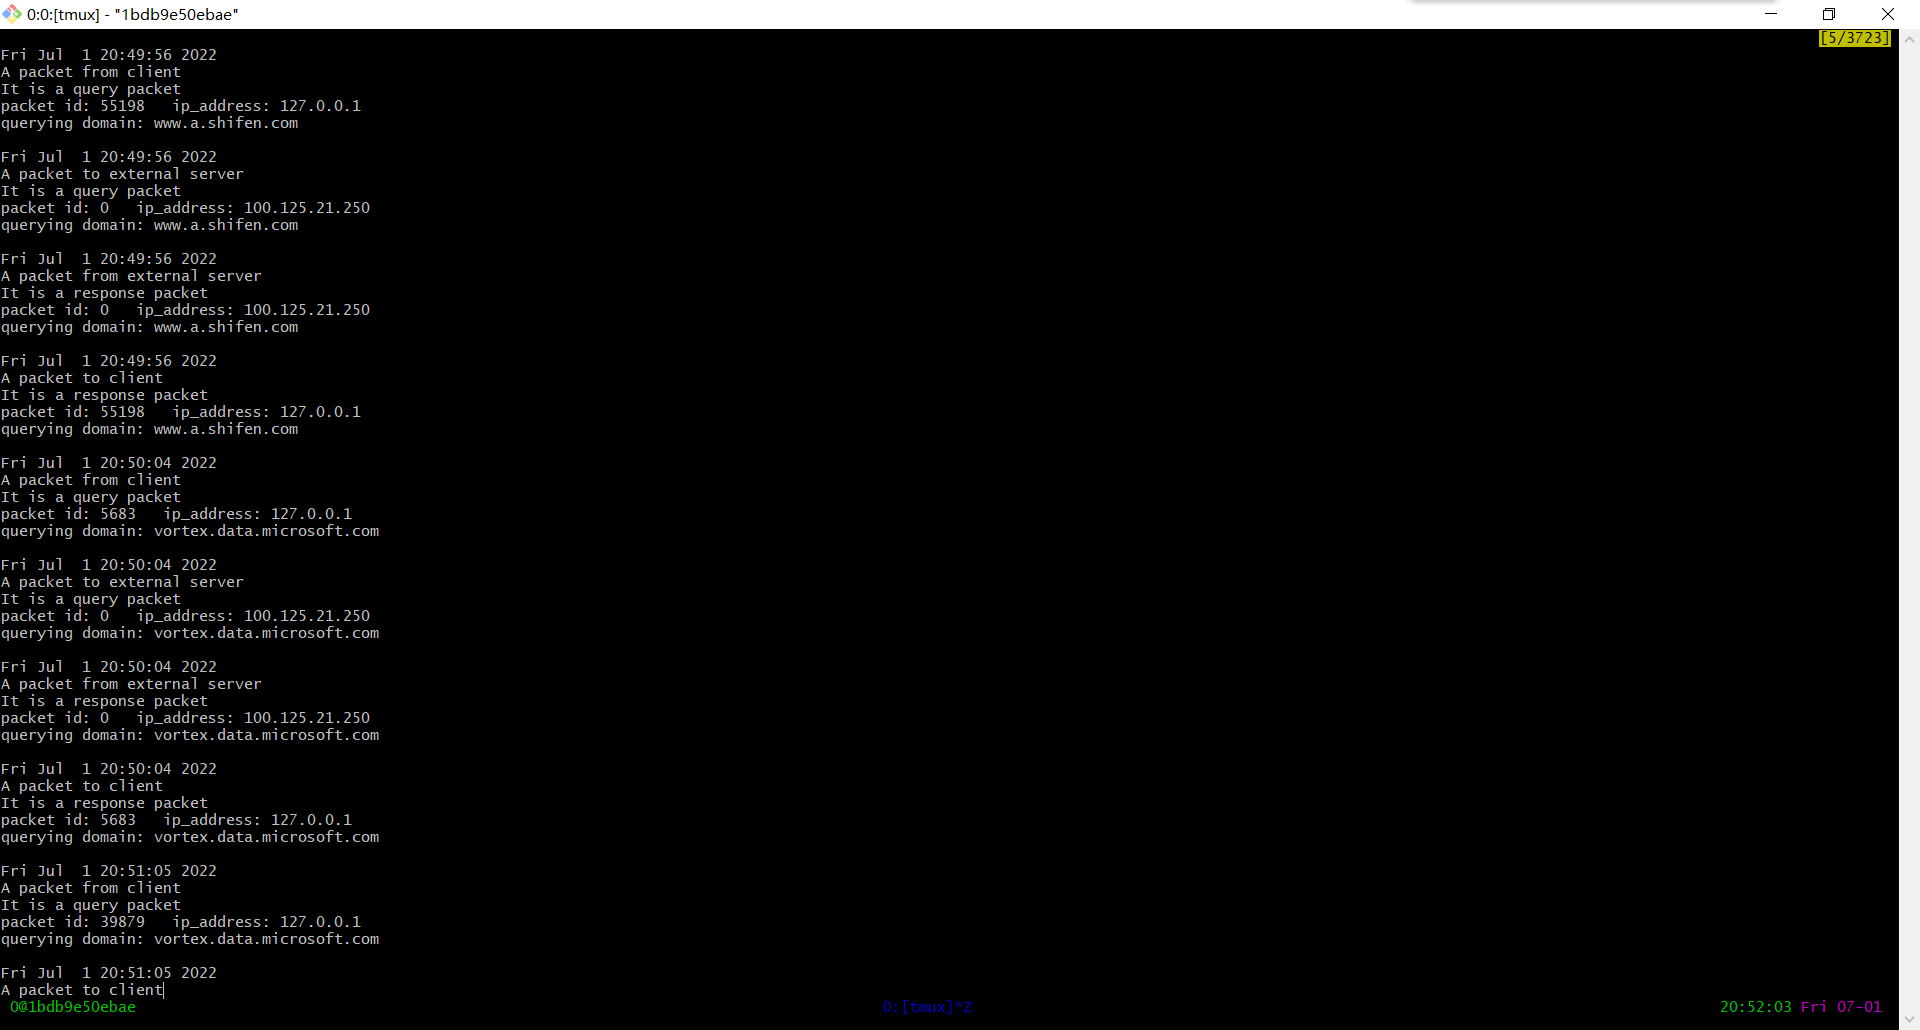 0:0:[tmux] - "1bdb9e50ebae"
[5/3723]
Fri Jul  1 20:49:56 2022
A packet from client
It is a query packet
packet id: 55198   ip_address: 127.0.0.1
querying domain: www.a.shifen.com
Fri Jul  1 20:49:56 2022
A packet to external server
It is a query packet
packet id: 0   ip_address: 100.125.21.250
querying domain: www.a.shifen.com
Fri Jul  1 20:49:56 2022
A packet from external server
It is a response packet
packet id: 0   ip_address: 100.125.21.250
querying domain: www.a.shifen.com
Fri Jul  1 20:49:56 2022
A packet to client
It is a response packet
packet id: 55198   ip_address: 127.0.0.1
querying domain: www.a.shifen.com
Fri Jul  1 20:50:04 2022
A packet from client
It is a query packet
packet id: 5683   ip_address: 127.0.0.1
querying domain: vortex.data.microsoft.com
Fri Jul  1 20:50:04 2022
A packet to external server
It is a query packet
packet id: 0   ip_address: 100.125.21.250
querying domain: vortex.data.microsoft.com
Fri Jul  1 20:50:04 2022
A packet from external server
It is a response packet
packet id: 0   ip_address: 100.125.21.250
querying domain: vortex.data.microsoft.com
Fri Jul  1 20:50:04 2022
A packet to client
It is a response packet
packet id: 5683   ip_address: 127.0.0.1
querying domain: vortex.data.microsoft.com
Fri Jul  1 20:51:05 2022
A packet from client
It is a query packet
packet id: 39879   ip_address: 127.0.0.1
querying domain: vortex.data.microsoft.com
Fri Jul  1 20:51:05 2022
A packet to client
0@1bdb9e50ebae 0:[tmux]*Z 20:52:03 Fri 07-01